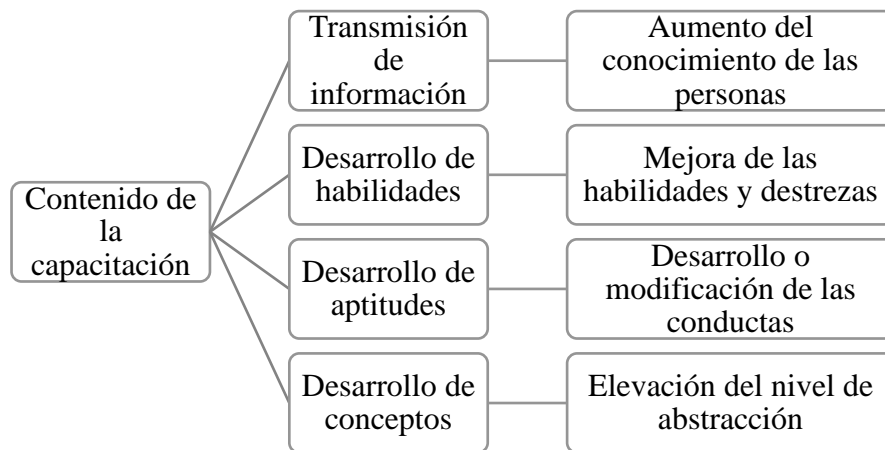 Contenido de
la
capacitación
Transmisión
de
información
Aumento del
conocimiento de las
personas
Desarrollo de
habilidades
Mejora de las
habilidades y destrezas
Desarrollo de
aptitudes
Desarrollo o
modificación de las
conductas
Desarrollo de
conceptos
Elevación del nivel de
abstracción